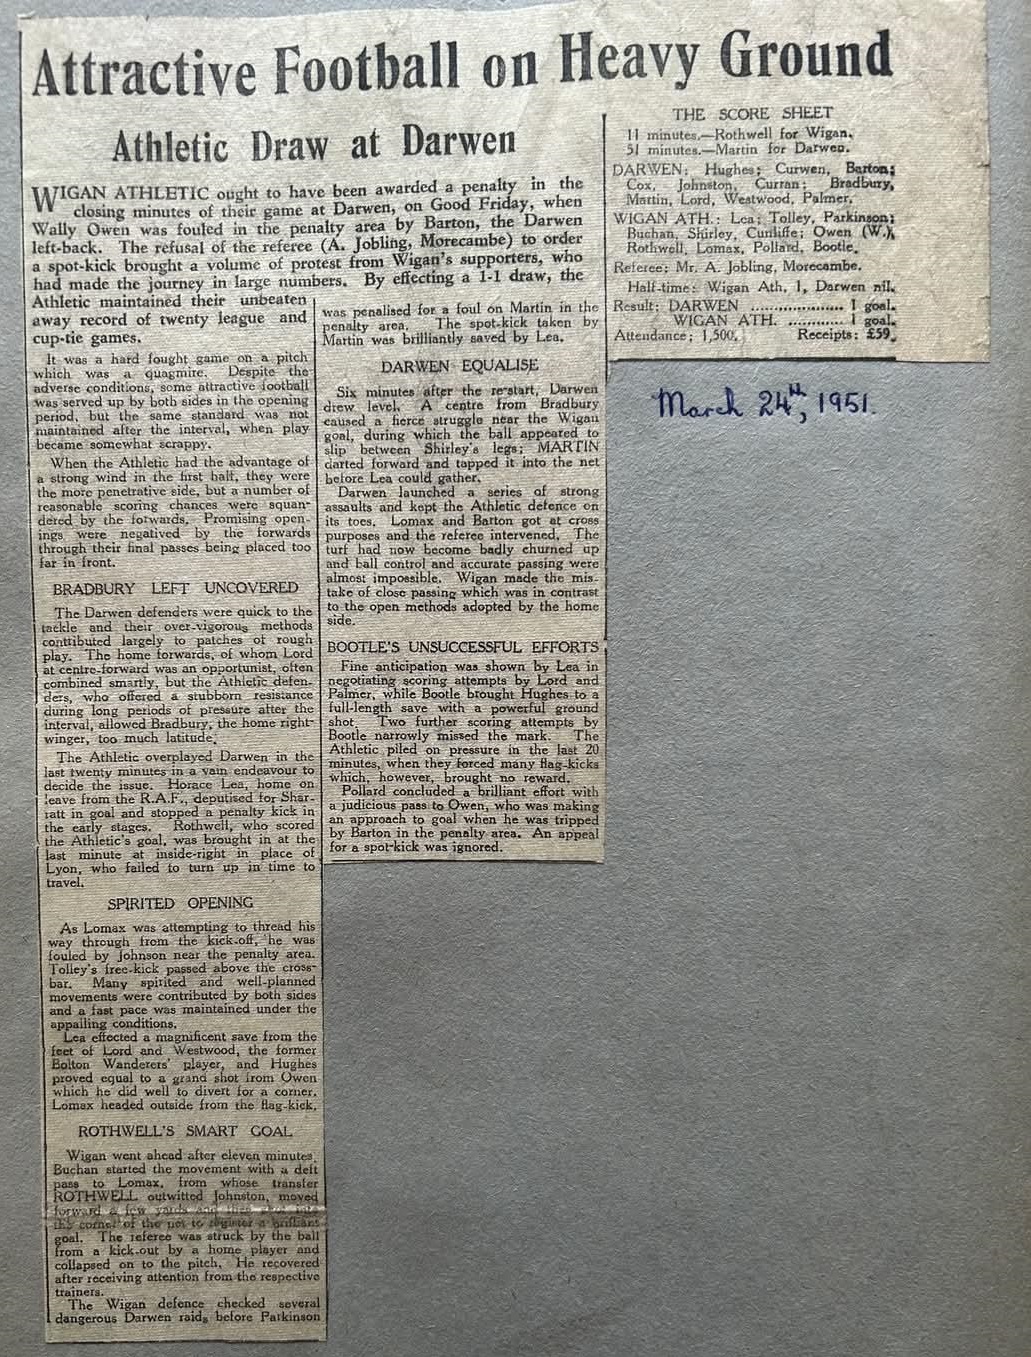 Attractive Football on Heavy Ground
Athletic Draw at Darwen
WIGAN ATHLETIC ought to have been awarded a penalty in the
closing minutes of their game at Darwen, on Good Friday, when
Wally Owen was fouled in the penalty area by Barton, the Darwen
left-back. The refusal of the referee (A. Jobling, Morecambe) to order
a spot-kick brought a volume of protest from Wigan's supporters, who
had made the journey in large numbers. By effecting a 1-1 draw, the
Athletic maintained their unbeaten
away record of twenty league and
cup-tie games.
It was a hard fought game on a pitch
which was a quagmire. Despite the
adverse conditions, some attractive football
was served up by both sides in the opening
period, but the same standard was not
maintained after the interval, when play
became somewhat scrappy.
When the Athletic had the advantage of
a strong wind in the first half, they were
the more penetrative side, but a number of
reasonable scoring chances were squan-
dered by the forwards. Promising open-
ings were negatived by the forwards
through their final passes being placed too
far in front.
BRADBURY LEFT UNCOVERED
The Darwen defenders were quick to the
tackle and their over-vigorous methods
contributed largely to patches of rough
play. The home forwards, of whom Lord
at centre-forward was an opportunist, often
combined smartly, but the Athletic defen-
ders, who offered a stubborn resistance
during long periods of pressure after the
interval, allowed Bradbury, the home right-
winger, too much latitude.
The Athletic overplayed Darwen in the
last twenty minutes in a vain endeavour to
decide the issue. Horace Lea, home on
leave from the R.A.F., deputised for Shar-
ratt in goal and stopped a penalty kick in
the early stages. Rothwell, who scored
the Athletic's goal, was brought in at the
last minute at inside-right in place of
Lyon, who failed to turn up in time to
travel.
SPIRITED OPENING
As Lomax was attempting to thread his
way through from the kick-off, he was
fouled by Johnson near the penalty area.
Tolley's free-kick passed above the cross-
bar. Many spirited and well-planned
movements were contributed by both sides
and a fast pace was maintained under the
appalling conditions.
Lea effected a magnificent save from the
feet of Lord and Westwood, the former
Bolton Wanderers' player, and Hughes
proved equal to a grand shot from Owen
which he did well to divert for a corner.
Lomax headed outside from the flag-kick.
ROTHWELL'S SMART GOAL
Wigan went ahead after eleven minutes.
Buchan started the movement with a deft
pass to Lomax, from whose transfer
ROTHWELL outwitted Johnston, moved
forward a few yards and then shot into
the corner of the net to register a brilliant
goal. The referee was struck by the ball
from a kick-out by a home player and
collapsed on to the pitch. He recovered
after receiving attention from the respective
trainers.
The Wigan defence checked several
dangerous Darwen raids before Parkinson
was penalised for a foul on Martin in the
penalty area. The spot-kick taken by
Martin was brilliantly saved by Lea.
DARWEN EQUALISE
Six minutes after the re-start, Darwen
drew level. A centre from Bradbury
caused a fierce struggle near the Wigan
goal, during which the ball appeared to
slip between Shirley's legs; MARTIN
darted forward and tapped it into the net
before Lea could gather.
Darwen launched a series of strong
assaults and kept the Athletic defence on
its toes. Lomax and Barton got at cross
purposes and the referee intervened. The
turf had now become badly churned up
and ball control and accurate passing were
almost impossible. Wigan made the mis-
take of close passing which was in contrast
to the open methods adopted by the home
side.
BOOTLE'S UNSUCCESSFUL EFFORTS
Fine anticipation was shown by Lea in
negotiating scoring attempts by Lord and
Palmer, while Bootle brought Hughes to a
full-length save with a powerful ground
shot. Two further scoring attempts by
Bootle narrowly missed the mark. The
Athletic piled on pressure in the last 20
minutes, when they forced many flag-kicks
which, however, brought no reward.
Pollard concluded a brilliant effort with
a judicious pass to Owen, who was making
an approach to goal when he was tripped
by Barton in the penalty area. An appeal
for a spot-kick was ignored.
THE SCORE SHEET
11 minutes.—Rothwell for Wigan.
51 minutes.—Martin for Darwen.
DARWEN: Hughes; Curwen, Barton;
Cox, Johnston, Curran; Bradbury,
Martin, Lord, Westwood, Palmer.
WIGAN ATH.: Lea; Tolley, Parkinson;
Buchan, Shirley, Cunliffe; Owen (W.),
Rothwell, Lomax, Pollard, Bootle.
Referee: Mr. A. Jobling, Morecambe.
Half-time: Wigan Ath. 1, Darwen nil.
Result: DARWEN .................... 1 goal.
WIGAN ATH. ............ 1 goal.
Attendance; 1,500. Receipts: £59.
March 24th, 1951.